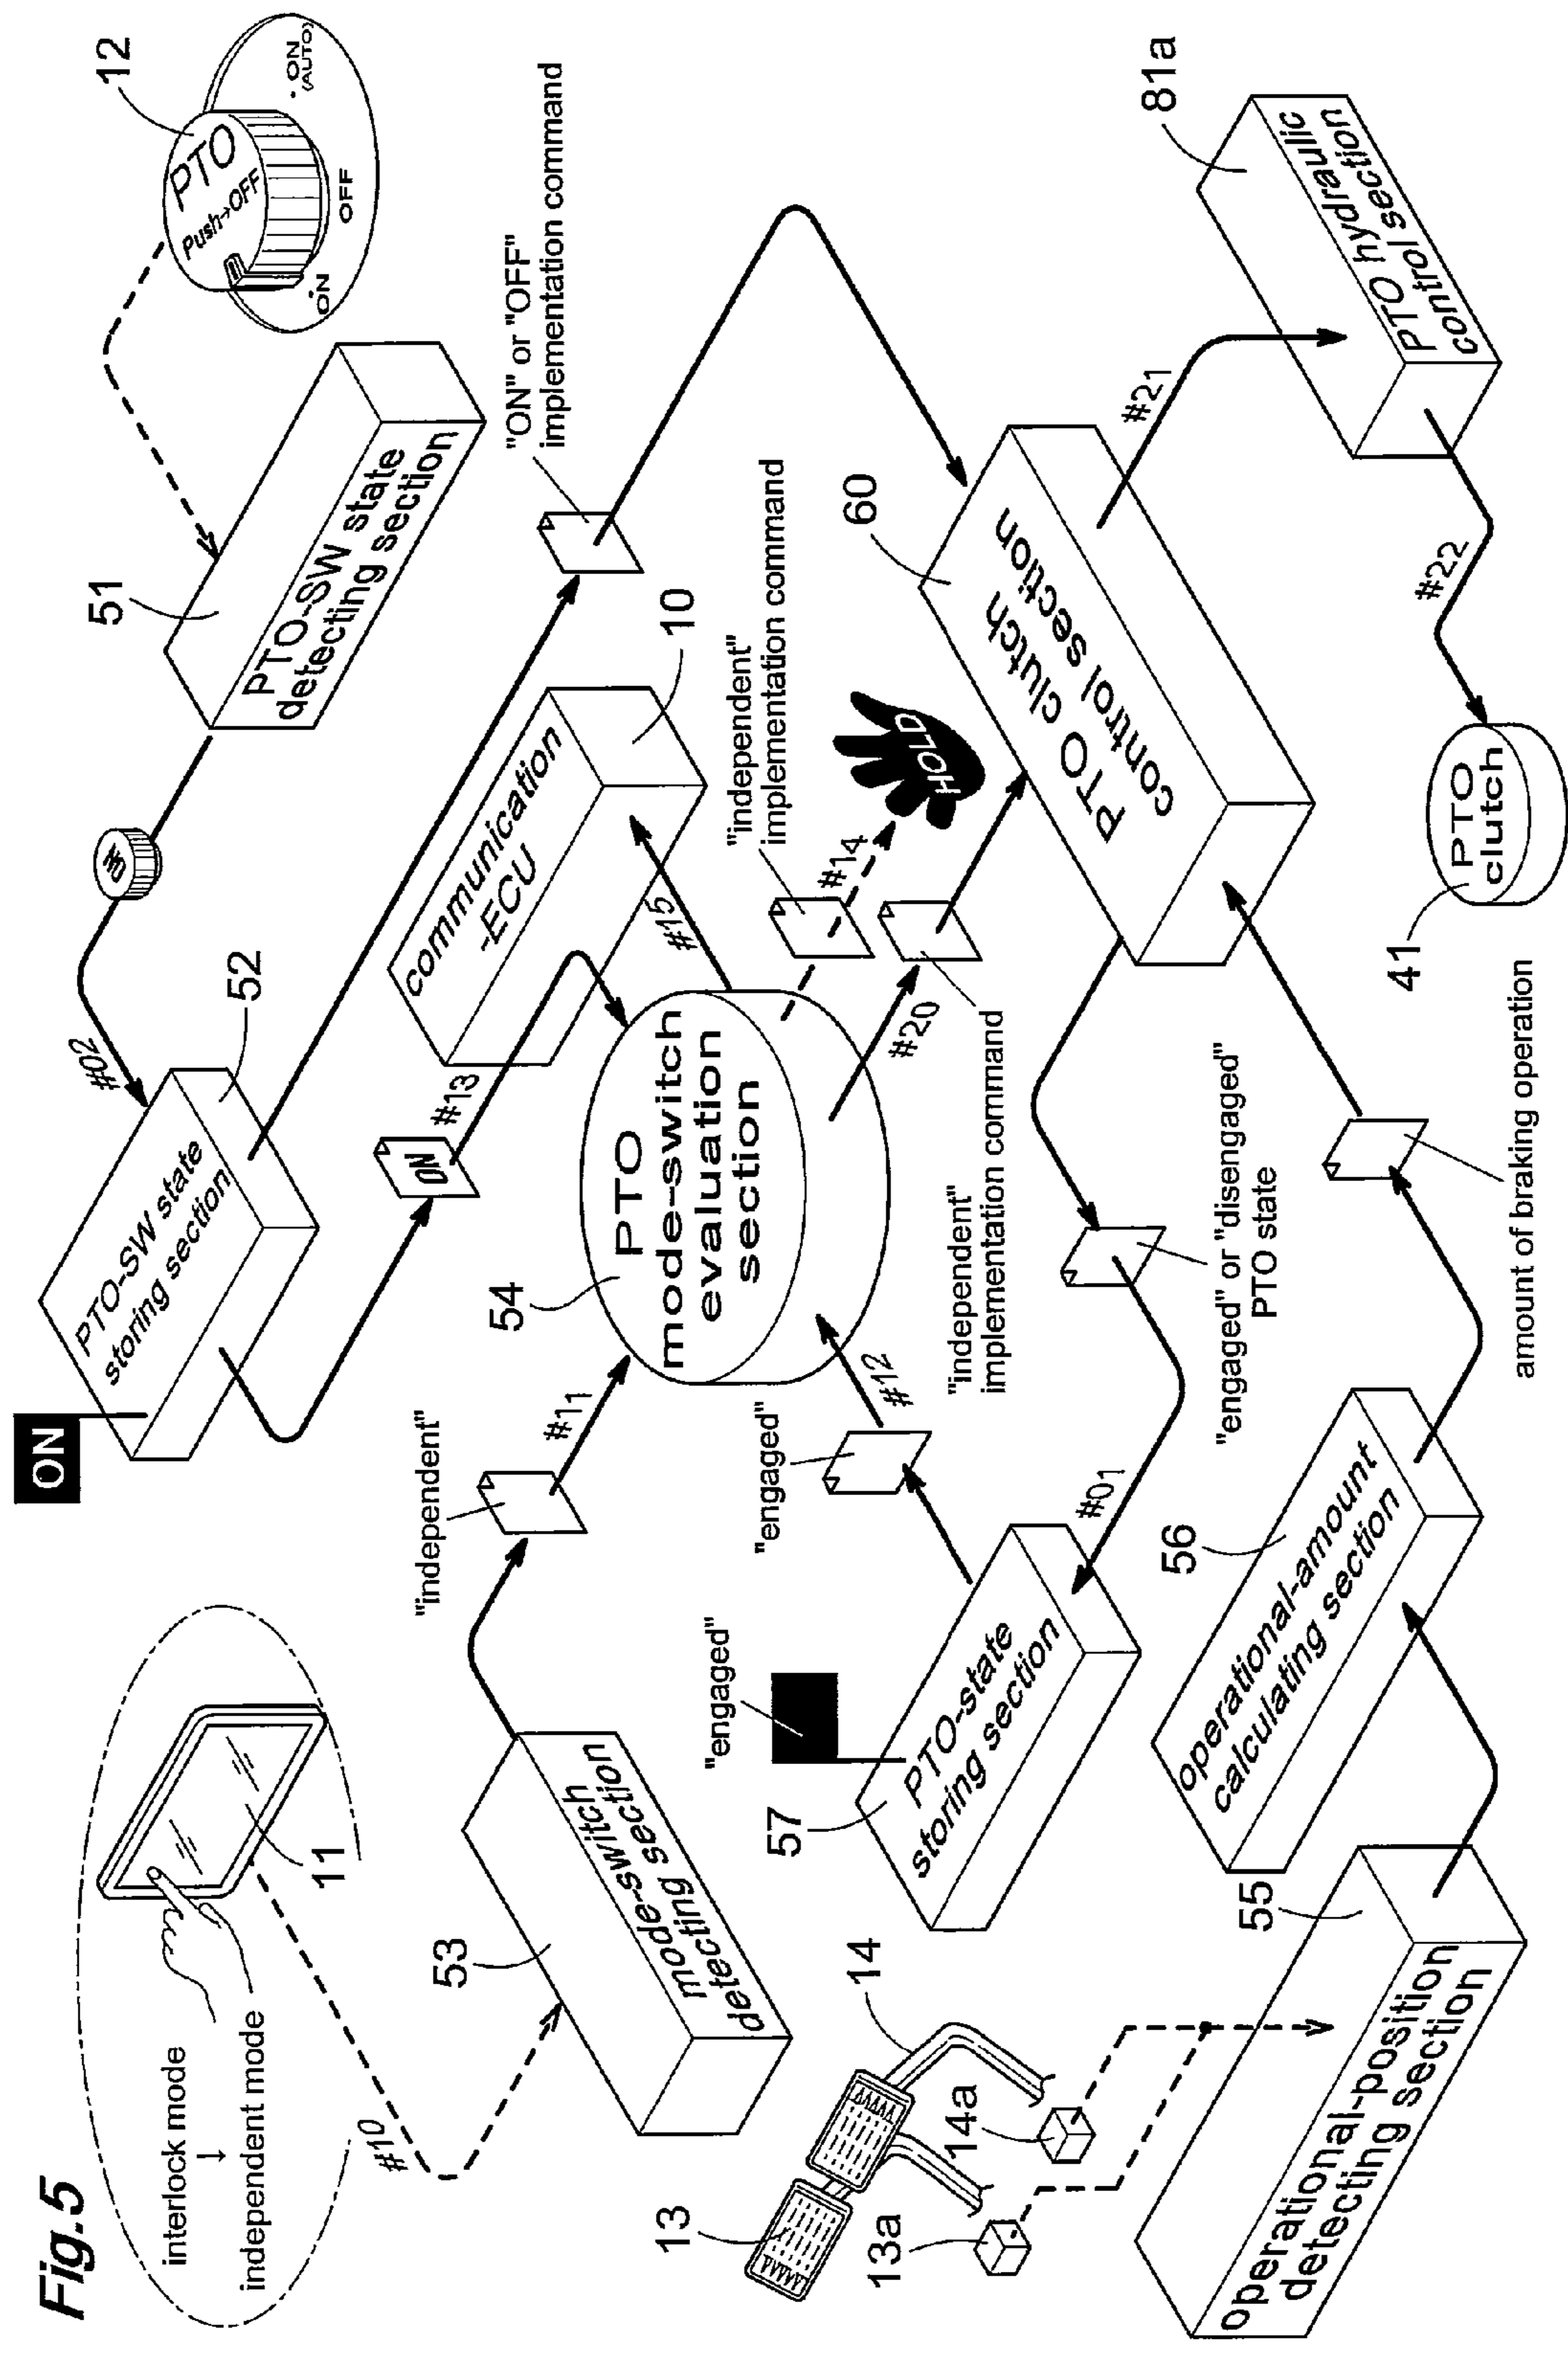 Fig.5
interlock mode
↓
independent mode
11
#10
53
mode-switch
detecting section
"independent"
#11
ON
PTO-SW state
storing section
52
#02
ON
51
PTO-SW state
detecting section
12
PTO
Push→OFF
ON
OFF
ON
(AUTO)
ON
#13
communication
-ECU
10
#15
"ON" or "OFF"
implementation command
54
PTO
mode-switch
evaluation
section
"independent"
implementation command
#14
HOLD
#20
"independent"
implementation command
13
14
13a
14a
57
"engaged"
PTO-state
storing section
"engaged"
#12
#01
"engaged" or "disengaged"
PTO state
60
PTO clutch
control section
#21
81a
PTO hydraulic
control section
#22
41
PTO
clutch
55
operational-position
detecting section
56
operational-amount
calculating section
amount of braking operation